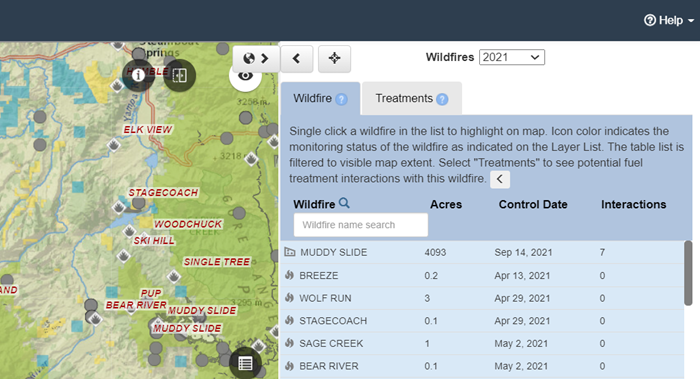 Help
Steamboat
Springs
Wildfires 2021
3258 m
HUMBLE
Yampa
Wildfire ?
Treatments ?
ELK VIEW
3218 m
Single click a wildfire in the list to highlight on map. Icon color indicates the
monitoring status of the wildfire as indicated on the Layer List. The table list is
filtered to visible map extent. Select "Treatments" to see potential fuel
treatment interactions with this wildfire.
STAGECOACH
WOODCHUCK
SKI HILL
SINGLE TREE
3295 m
PUP
BEAR RIVER
MUDDY SLIDE
MUDDY SLIDE
Wildfire Acres Control Date Interactions
Wildfire name search
MUDDY SLIDE 4093 Sep 14, 2021 7
BREEZE 0.2 Apr 13, 2021 0
WOLF RUN 3 Apr 29, 2021 0
STAGECOACH 0.1 Apr 29, 2021 0
SAGE CREEK 1 May 2, 2021 0
BEAR RIVER 0.1 May 2, 2021 0